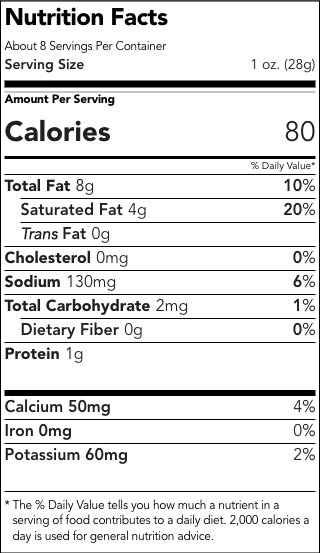 Nutrition Facts
About 8 Servings Per Container
Serving Size 1 oz. (28g)
Amount Per Serving
Calories 80
% Daily Value*
Total Fat 8g 10%
Saturated Fat 4g 20%
Trans Fat 0g
Cholesterol 0mg 0%
Sodium 130mg 6%
Total Carbohydrate 2mg 1%
Dietary Fiber 0g 0%
Protein 1g
Calcium 50mg 4%
Iron 0mg 0%
Potassium 60mg 2%
* The % Daily Value tells you how much a nutrient in a
serving of food contributes to a daily diet. 2,000 calories a
day is used for general nutrition advice.